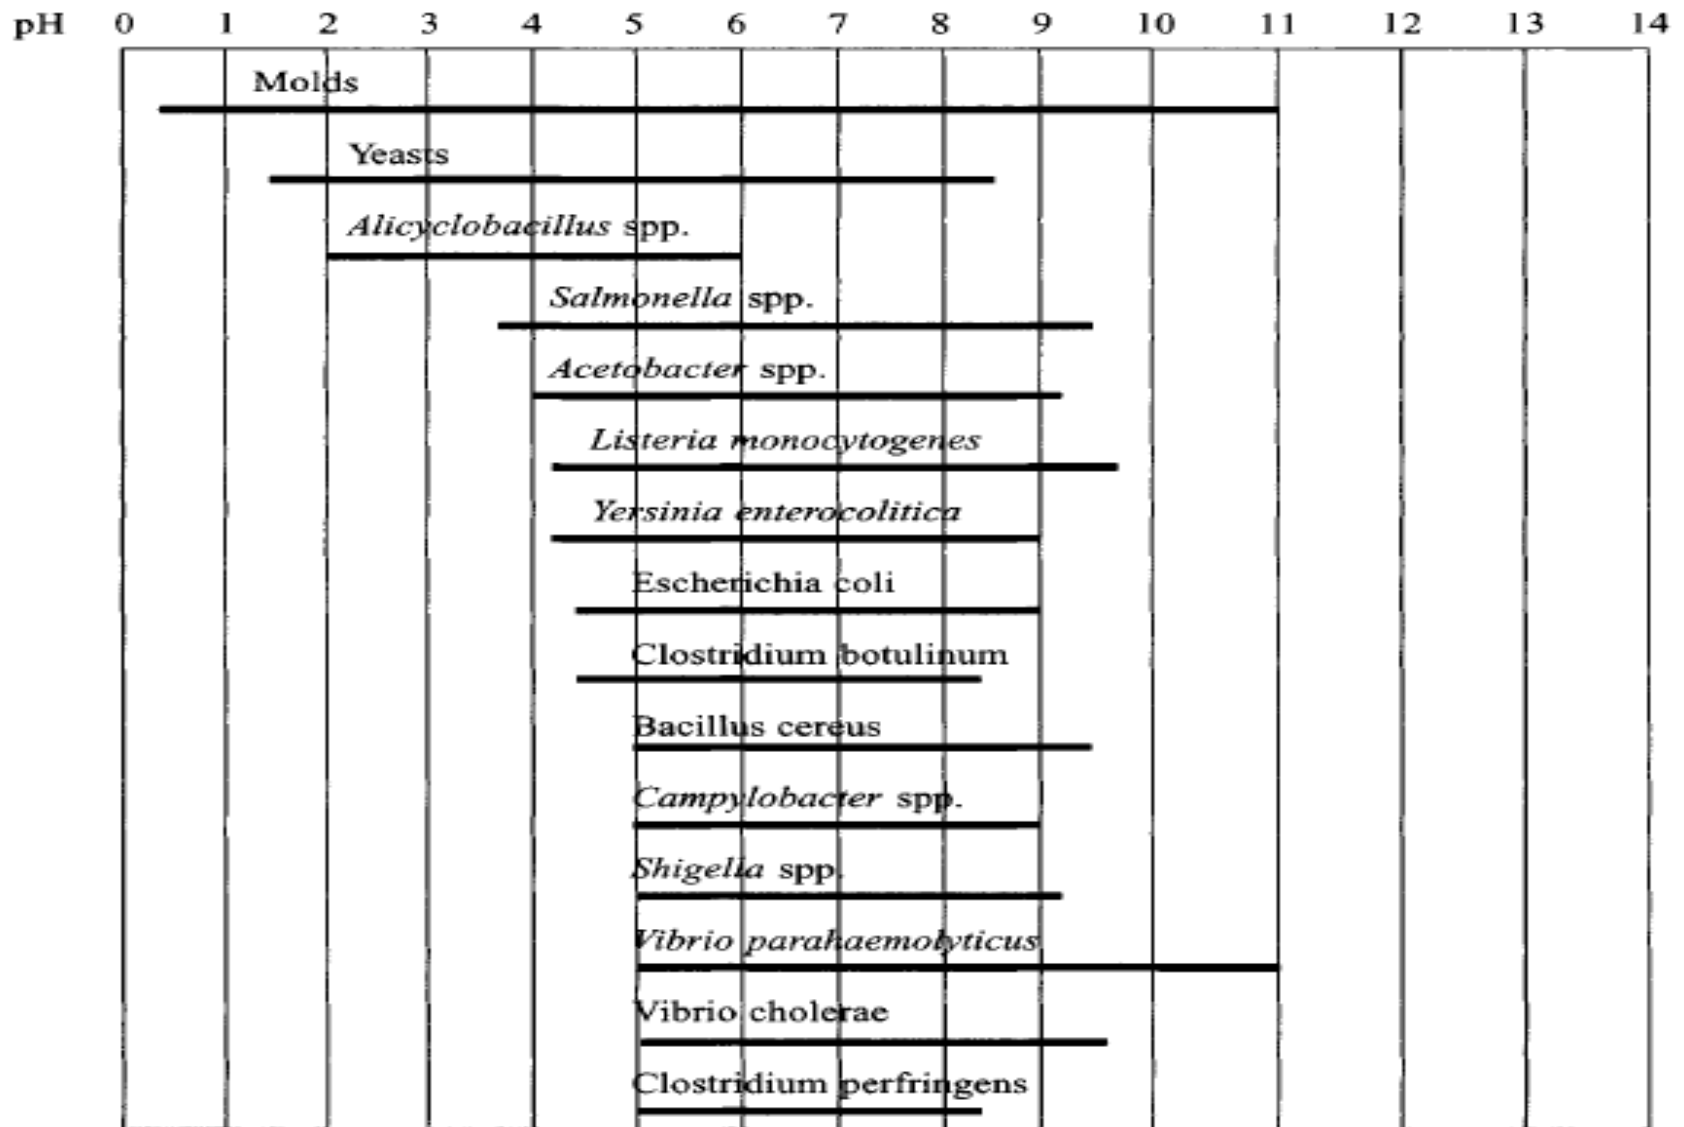 pH 0 1 2 3 4 5 6 7 8 9 10 11 12 13 14
Molds
Yeasts
Alicyclobacillus spp.
Salmonella spp.
Acetobacter spp.
Listeria monocytogenes
Yersinia enterocolitica
Escherichia coli
Clostridium botulinum
Bacillus cereus
Campylobacter spp.
Shigella spp.
Vibrio parahaemolyticus
Vibrio cholerae
Clostridium perfringens